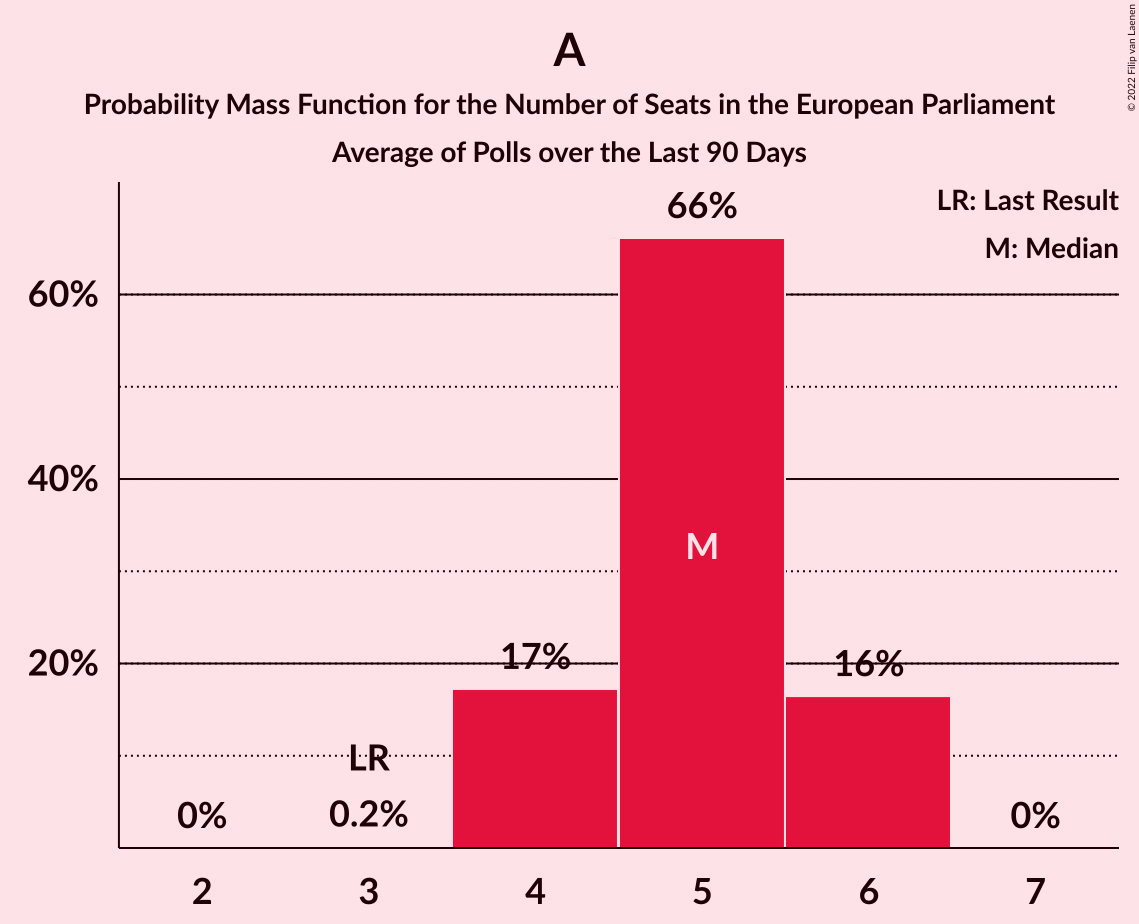 A
Probability Mass Function for the Number of Seats in the European Parliament
Average of Polls over the Last 90 Days
© 2022 Filip van Laenen
LR: Last Result
M: Median
66%
60%
40%
M
20%
17%
16%
LR
0%
0.2%
0%
2
3
4
5
6
7